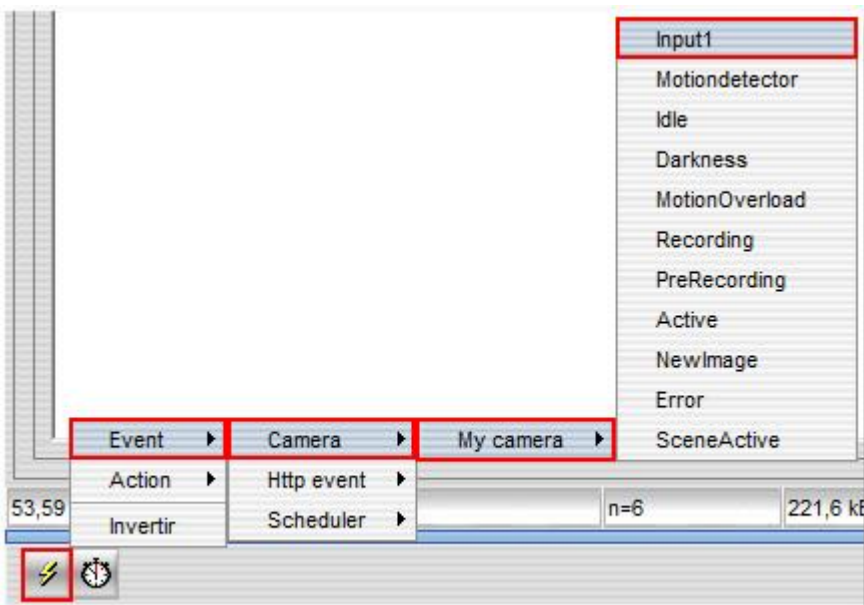 Input1
Motiondetector
Idle
Darkness
MotionOverload
Recording
PreRecording
Active
NewImage
Error
SceneActive
Event
Camera
My camera
Action
Http event
Invertir
Scheduler
53,59
n=6
221,6 kB